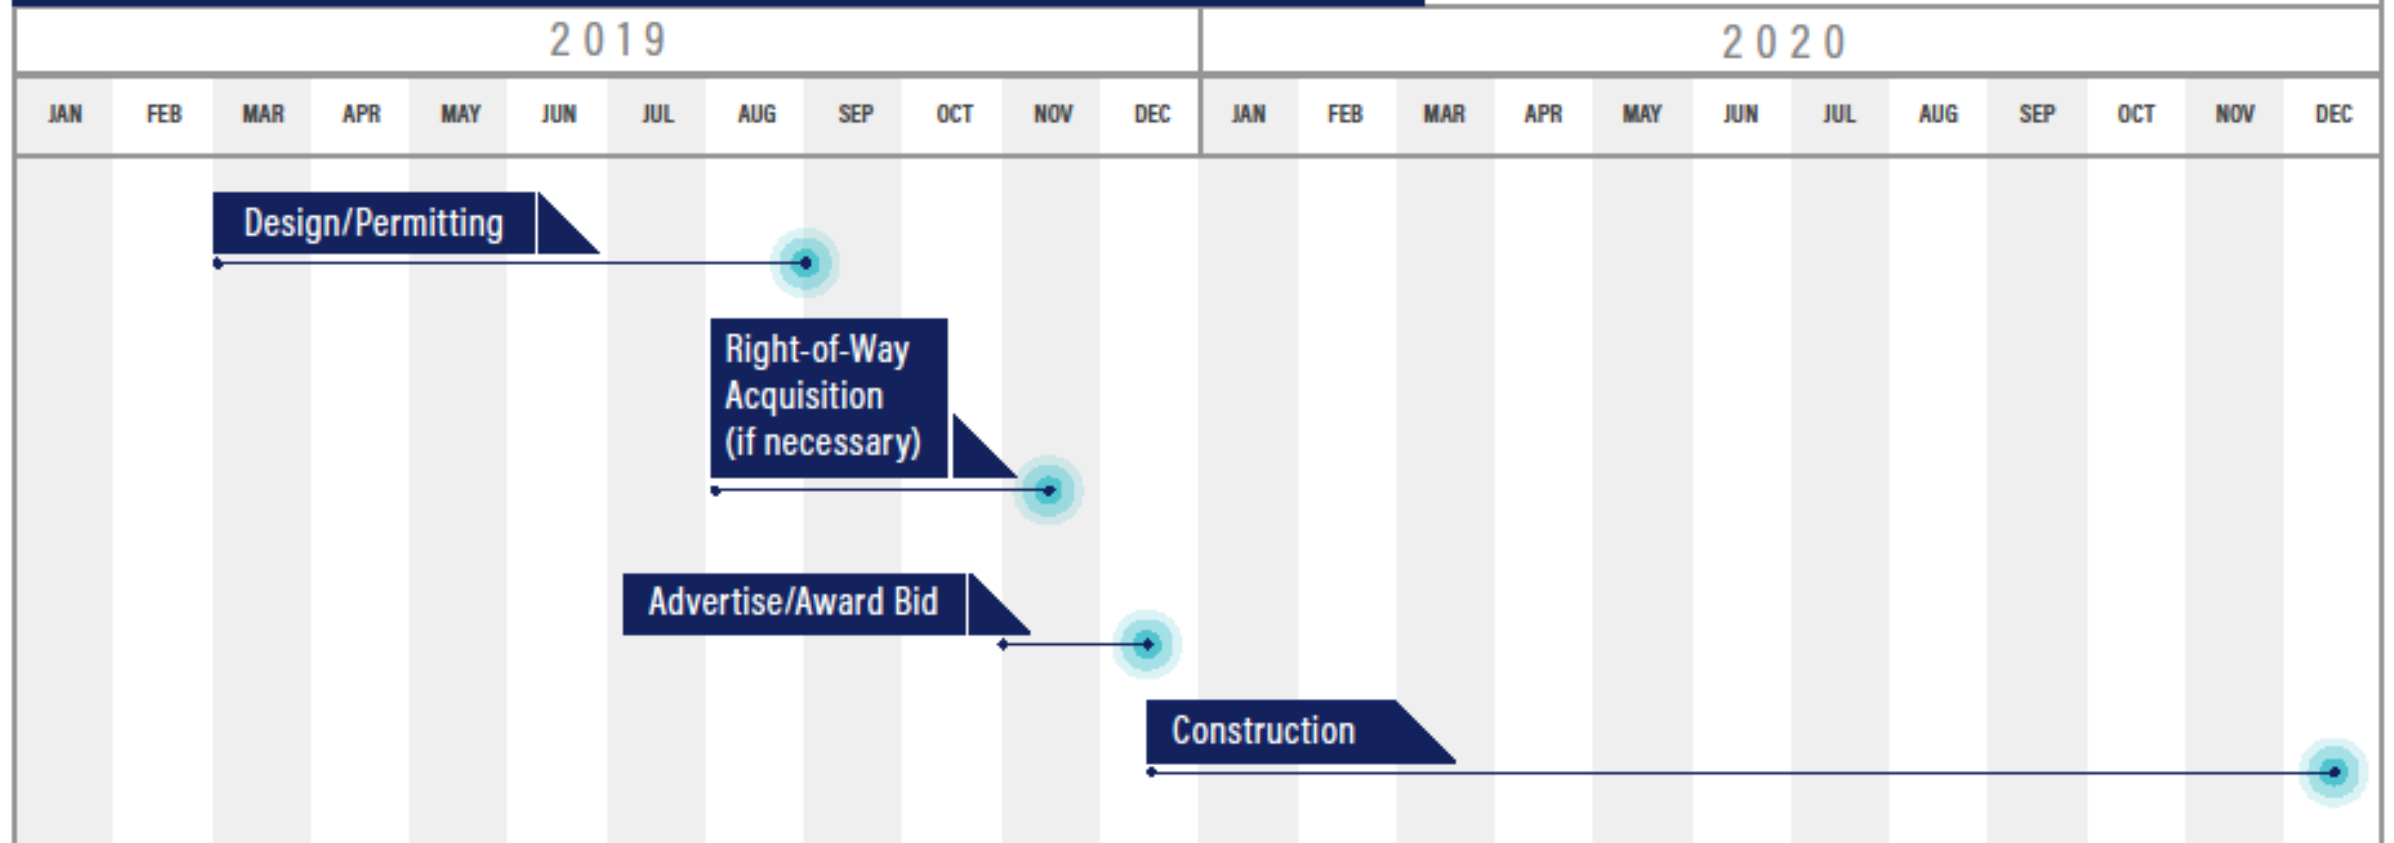 2019 2020
JAN FEB MAR APR MAY JUN JUL AUG SEP OCT NOV DEC JAN FEB MAR APR MAY JUN JUL AUG SEP OCT NOV DEC
Design/Permitting
Right-of-Way
Acquisition
(if necessary)
Advertise/Award Bid
Construction